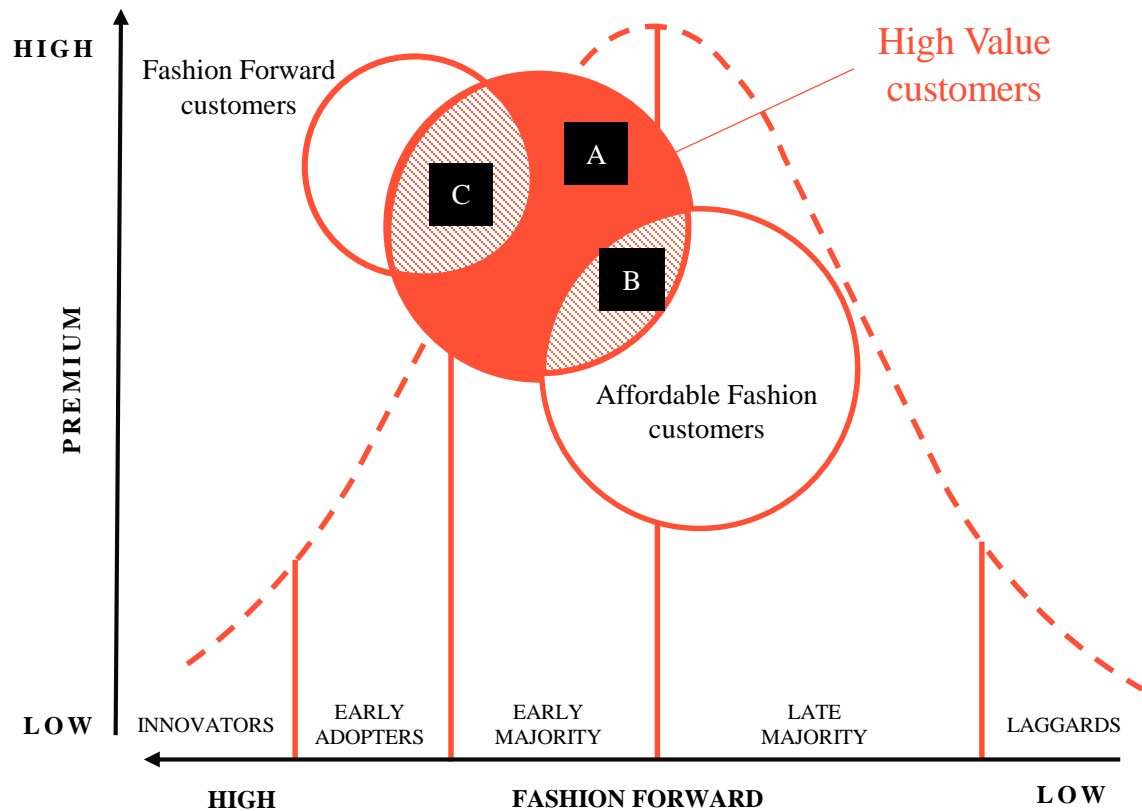 HIGH
Fashion Forward
customers
High Value
customers
A
C
B
PREMIUM
Affordable Fashion
customers
LOW
INNOVATORS
EARLY
ADOPTERS
EARLY
MAJORITY
LATE
MAJORITY
LAGGARDS
HIGH
FASHION FORWARD
LOW